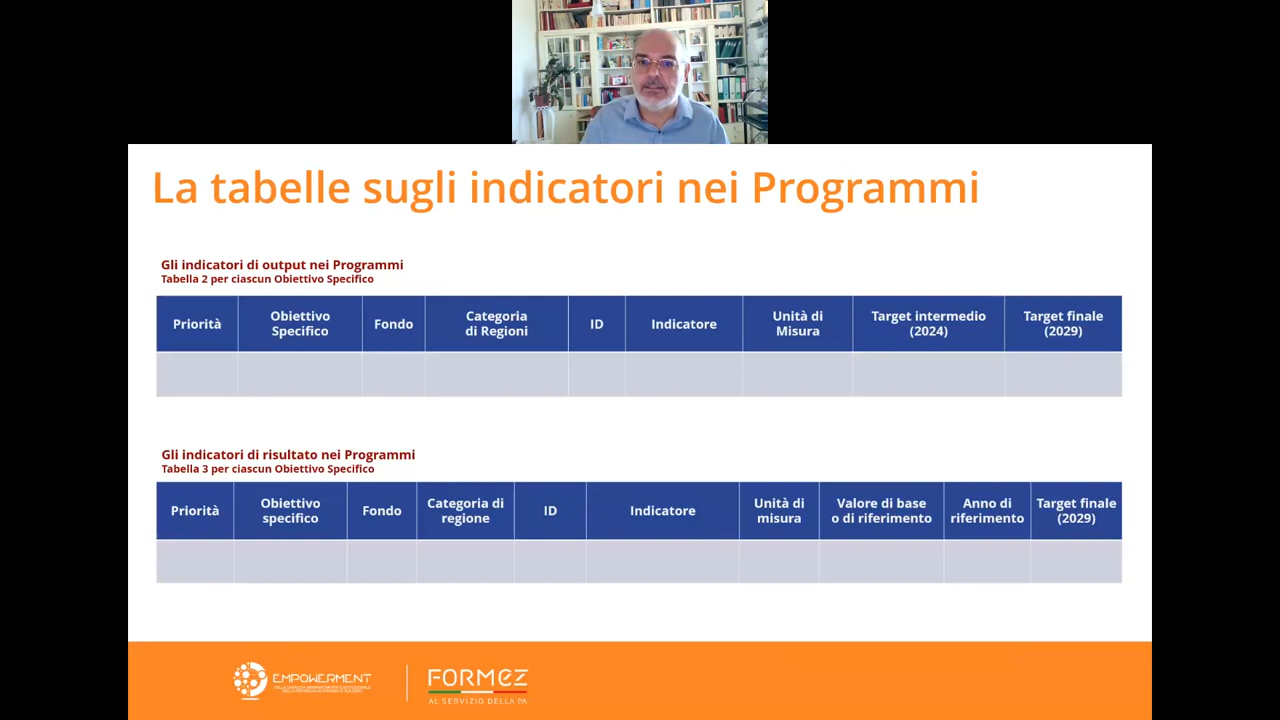 La tabelle sugli indicatori nei Programmi
Gli indicatori di output nei Programmi
Tabella 2 per ciascun Obiettivo Specifico
Priorità
Obiettivo
Specifico
Fondo
Categoria
di Regioni
ID
Indicatore
Unità di
Misura
Target intermedio
(2024)
Target finale
(2029)
Gli indicatori di risultato nei Programmi
Tabella 3 per ciascun Obiettivo Specifico
Priorità
Obiettivo
specifico
Fondo
Categoria di
regione
ID
Indicatore
Unità di
misura
Valore di base
o di riferimento
Anno di
riferimento
Target finale
(2029)
EMPOWERMENT
FORMEZ
AL SERVIZIO DELLA PA